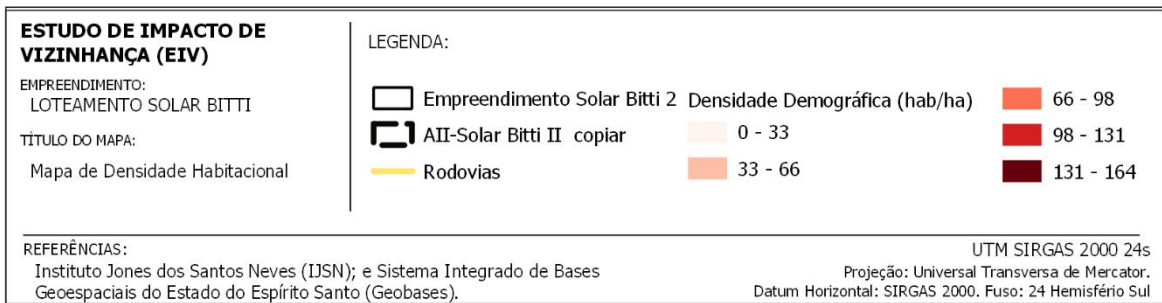 ESTUDO DE IMPACTO DE
VIZINHANÇA (EIV)
EMPREENDIMENTO:
LOTEAMENTO SOLAR BITTI
TÍTULO DO MAPA:
Mapa de Densidade Habitacional
LEGENDA:
Empreendimento Solar Bitti 2
AII-Solar Bitti II copiar
Rodovias
Densidade Demográfica (hab/ha)
0 - 33
33 - 66
66 - 98
98 - 131
131 - 164
REFERÊNCIAS:
Instituto Jones dos Santos Neves (IJSN); e Sistema Integrado de Bases
Geoespaciais do Estado do Espírito Santo (Geobases).
UTM SIRGAS 2000 24s
Projeção: Universal Transversa de Mercator.
Datum Horizontal: SIRGAS 2000. Fuso: 24 Hemisfério Sul